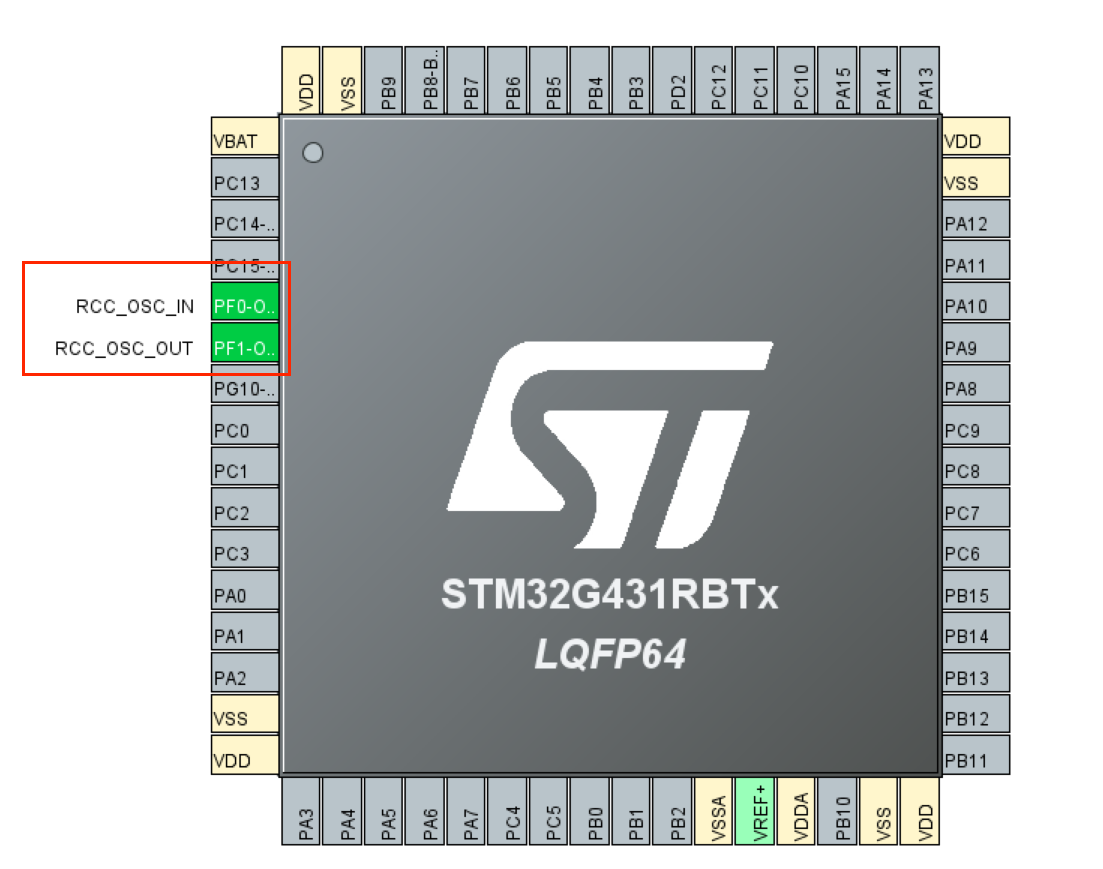 VDD
VSS
PB9
PB8-B..
PB7
PB6
PB5
PB4
PB3
PD2
PC12
PC11
PC10
PA15
PA14
PA13
VBAT
PC13
PC14-..
PC15-..
RCC_OSC_IN PF0-O..
RCC_OSC_OUT PF1-O..
PG10-..
PC0
PC1
PC2
PC3
PA0
PA1
PA2
VSS
VDD
ST
STM32G431RBTx
LQFP64
VDD
VSS
PA12
PA11
PA10
PA9
PA8
PC9
PC8
PC7
PC6
PB15
PB14
PB13
PB12
PB11
PA3
PA4
PA5
PA6
PA7
PC4
PC5
PB0
PB1
PB2
VSSA
VREF+
VDDA
PB10
VSS
VDD